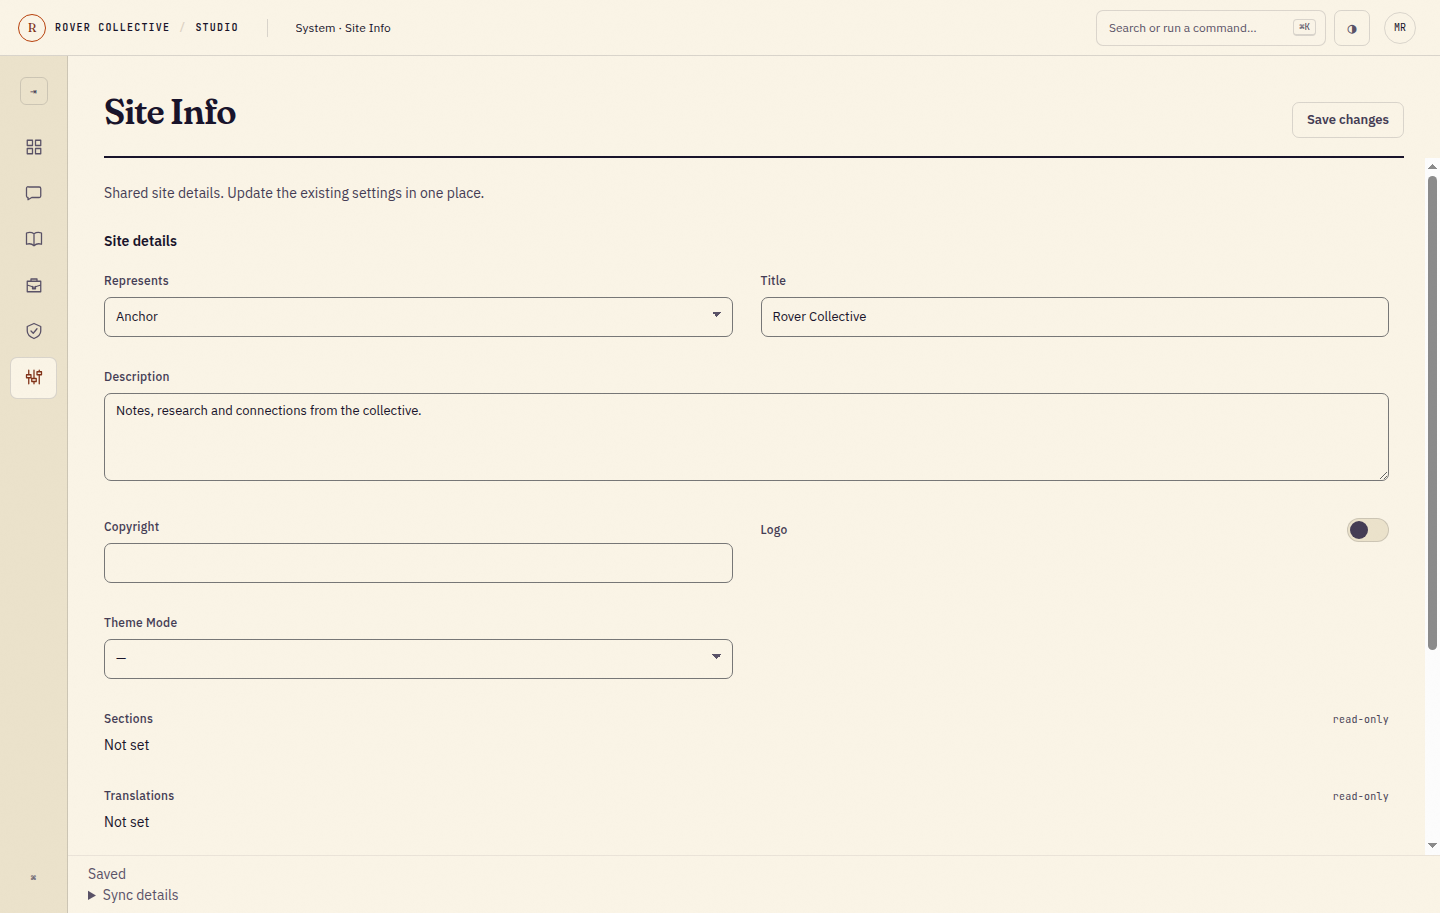 R ROVER COLLECTIVE / STUDIO
System · Site Info
Search or run a command... ⌘K
MR
Site Info
Save changes
Shared site details. Update the existing settings in one place.
Site details
Represents
Title
Anchor
Rover Collective
Description
Notes, research and connections from the collective.
Copyright
Logo
Theme Mode
—
Sections
read-only
Not set
Translations
read-only
Not set
⌘
Saved
Sync details